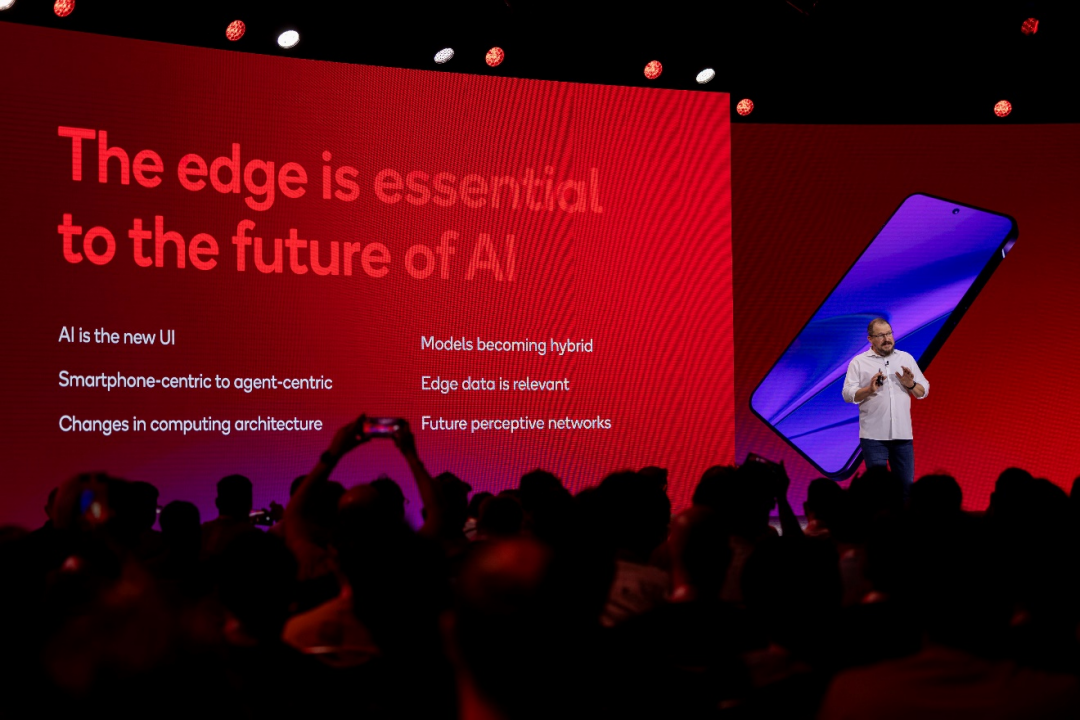 The edge is essential
to the future of AI
AI is the new UI
Smartphone-centric to agent-centric
Changes in computing architecture
Models becoming hybrid
Edge data is relevant
Future perceptive networks